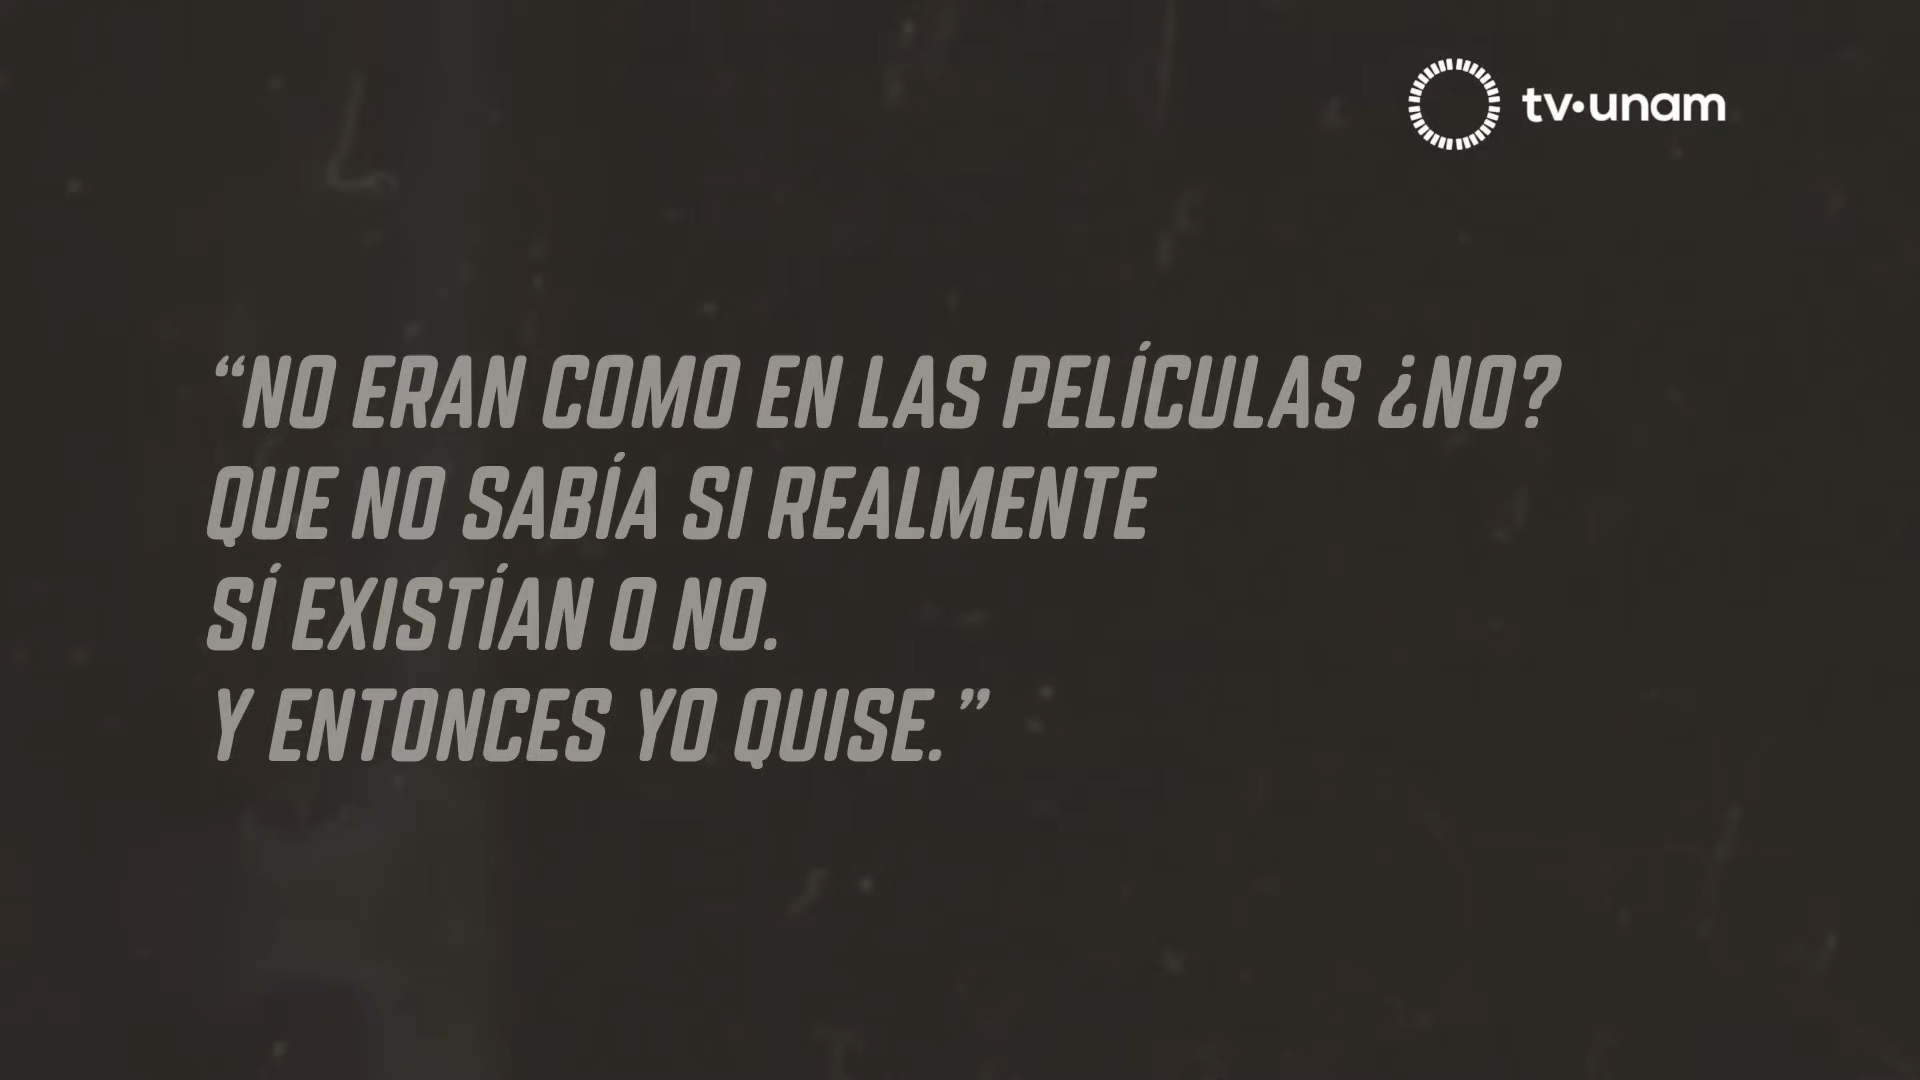 tv·unam
“NO ERAN COMO EN LAS PELÍCULAS ¿NO?
QUE NO SABÍA SI REALMENTE
SÍ EXISTÍAN O NO.
Y ENTONCES YO QUISE.”